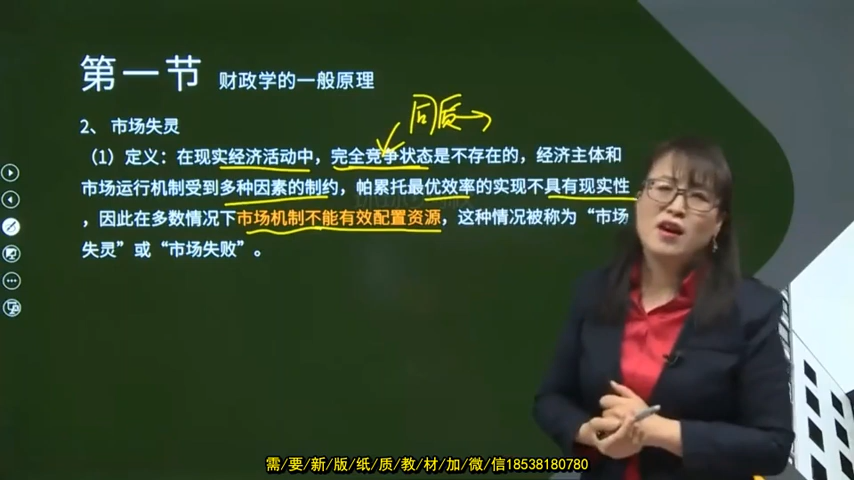 第一节 财政学的一般原理
同质
2、 市场失灵
（1）定义：在现实经济活动中，完全竞争状态是不存在的，经济主体和
市场运行机制受到多种因素的制约，帕累托最优效率的实现不具有现实性
，因此在多数情况下市场机制不能有效配置资源，这种情况被称为“市场
失灵”或“市场失败”。
需/要/新/版/纸/质/教/材/加/微/信18538180780